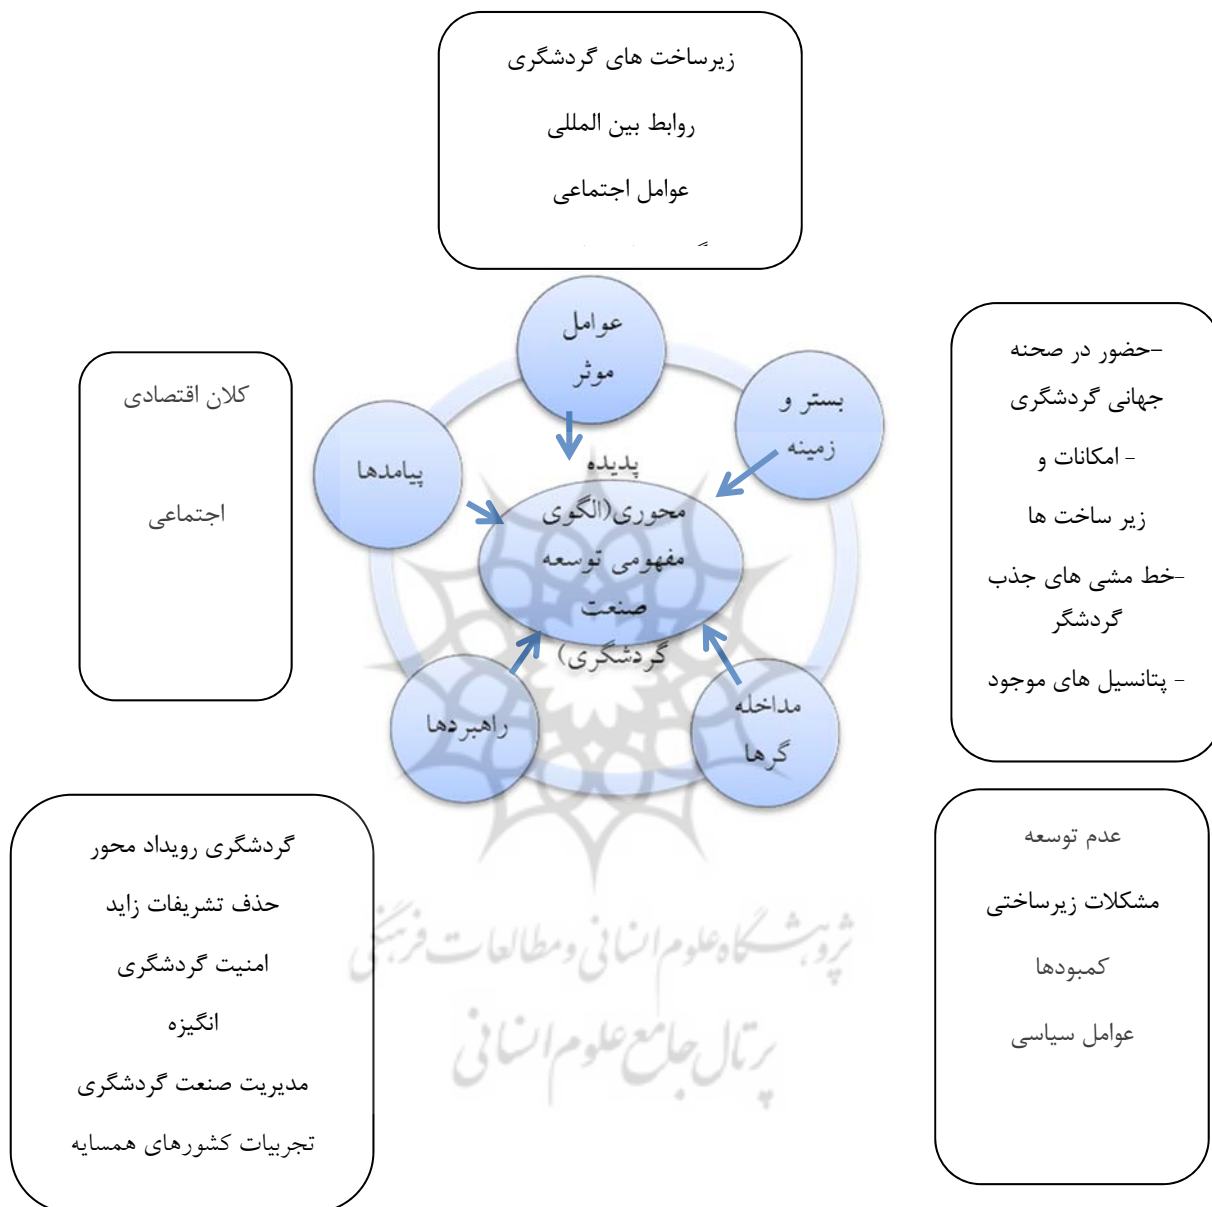 زیرساخت های گردشگری
روابط بین المللی
عوامل اجتماعی
عوامل
موثر
بستر و
زمینه
-حضور در صحنه
جهانی گردشگری
- امکانات و
زیر ساخت ها
-خط مشی های جذب
گردشگر
- پتانسیل های موجود
کلان اقتصادی
اجتماعی
پیامدها
پدیده
محوری(الگوی
مفهومی توسعه
صنعت
گردشگری)
راهبردها
مداخله
گرها
گردشگری رویداد محور
حذف تشریفات زاید
امنیت گردشگری
انگیزه
مدیریت صنعت گردشگری
تجربیات کشورهای همسایه
عدم توسعه
مشکلات زیرساختی
کمبودها
عوامل سیاسی
پژوهشگاه علوم انسانی و مطالعات فرهنگی
پرتال جامع علوم انسانی